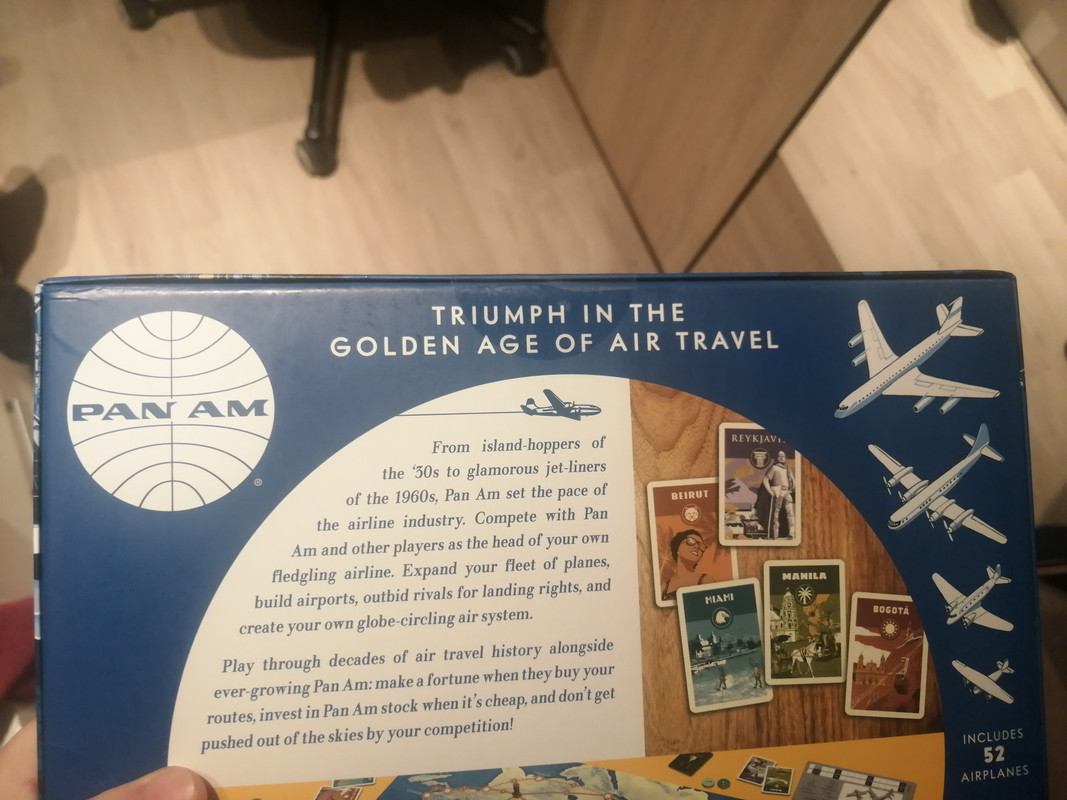 TRIUMPH IN THE
GOLDEN AGE OF AIR TRAVEL
PAN AM
®
From island-hoppers of
the ‘30s to glamorous jet-liners
of the 1960s, Pan Am set the pace of
the airline industry. Compete with Pan
Am and other players as the head of your own
fledgling airline. Expand your fleet of planes,
build airports, outbid rivals for landing rights, and
create your own globe-circling air system.
Play through decades of air travel history alongside
ever-growing Pan Am: make a fortune when they buy your
routes, invest in Pan Am stock when it's cheap, and don't get
pushed out of the skies by your competition!
REYKJAVI
BEIRUT
MIAMI
MANILA
BOGOTÁ
INCLUDES
52
AIRPLANES